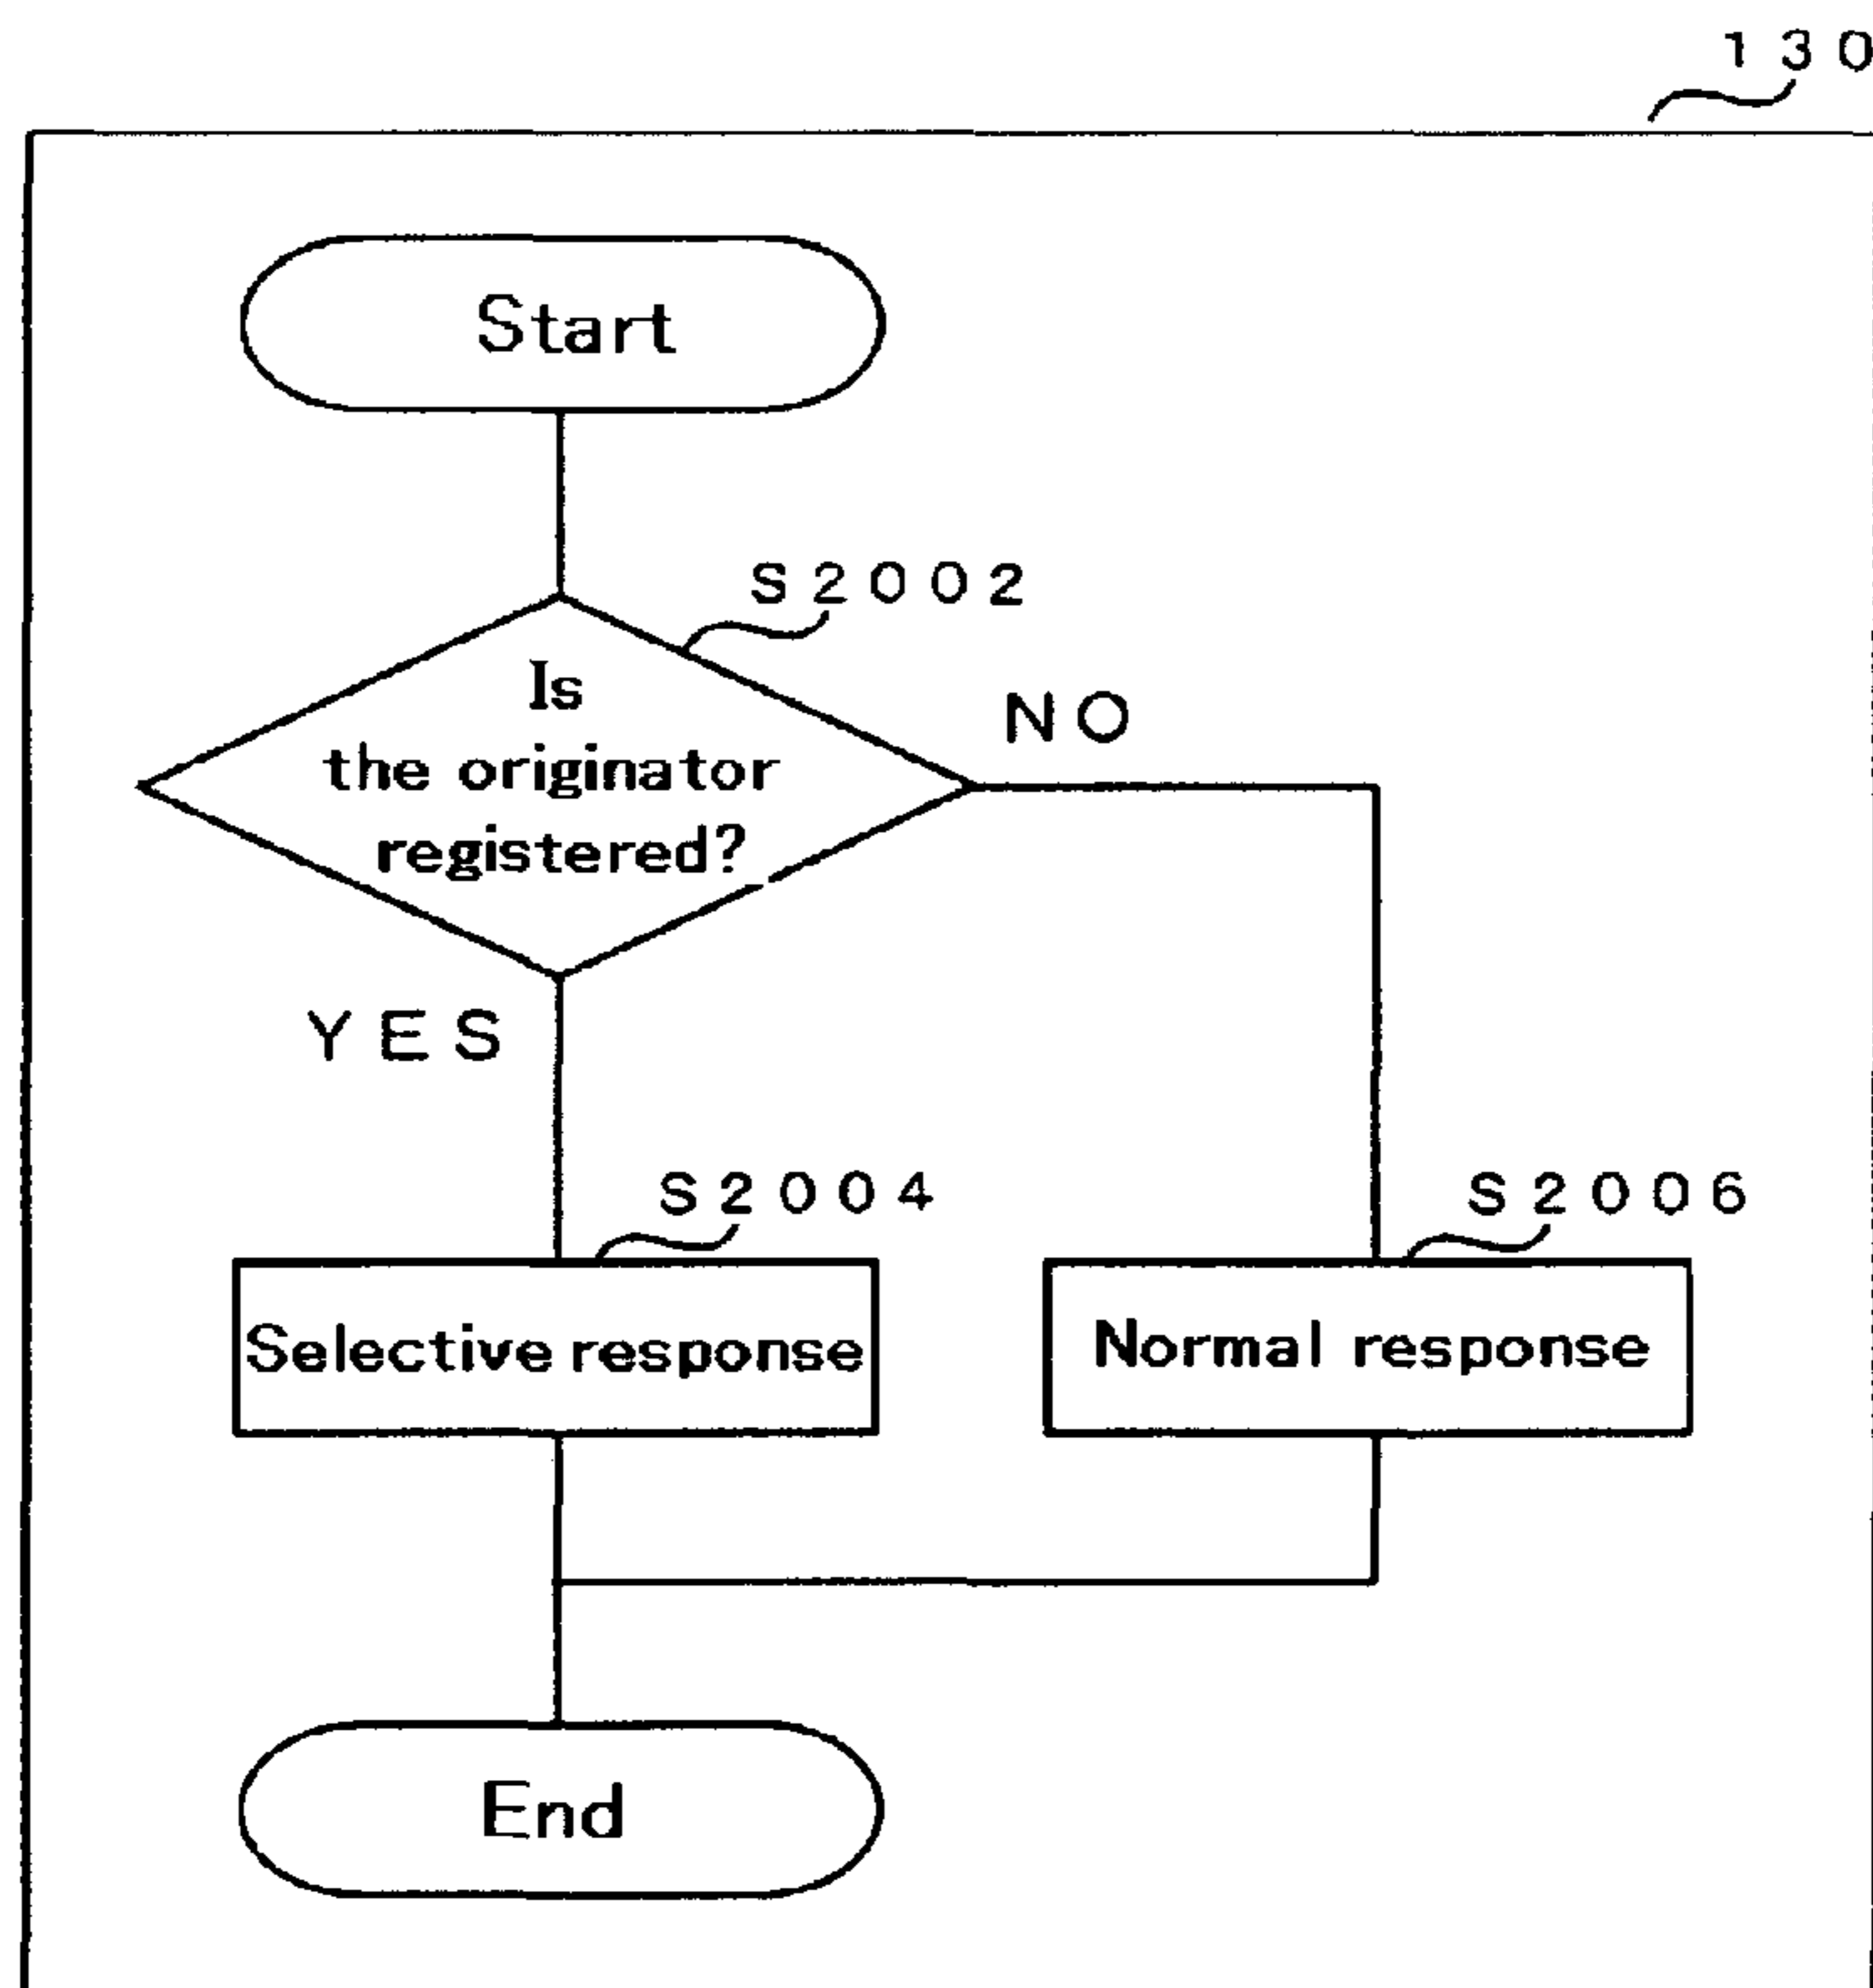 130
Start
S2002
Is
the originator
registered?
NO
YES
S2004
S2006
Selective response
Normal response
End